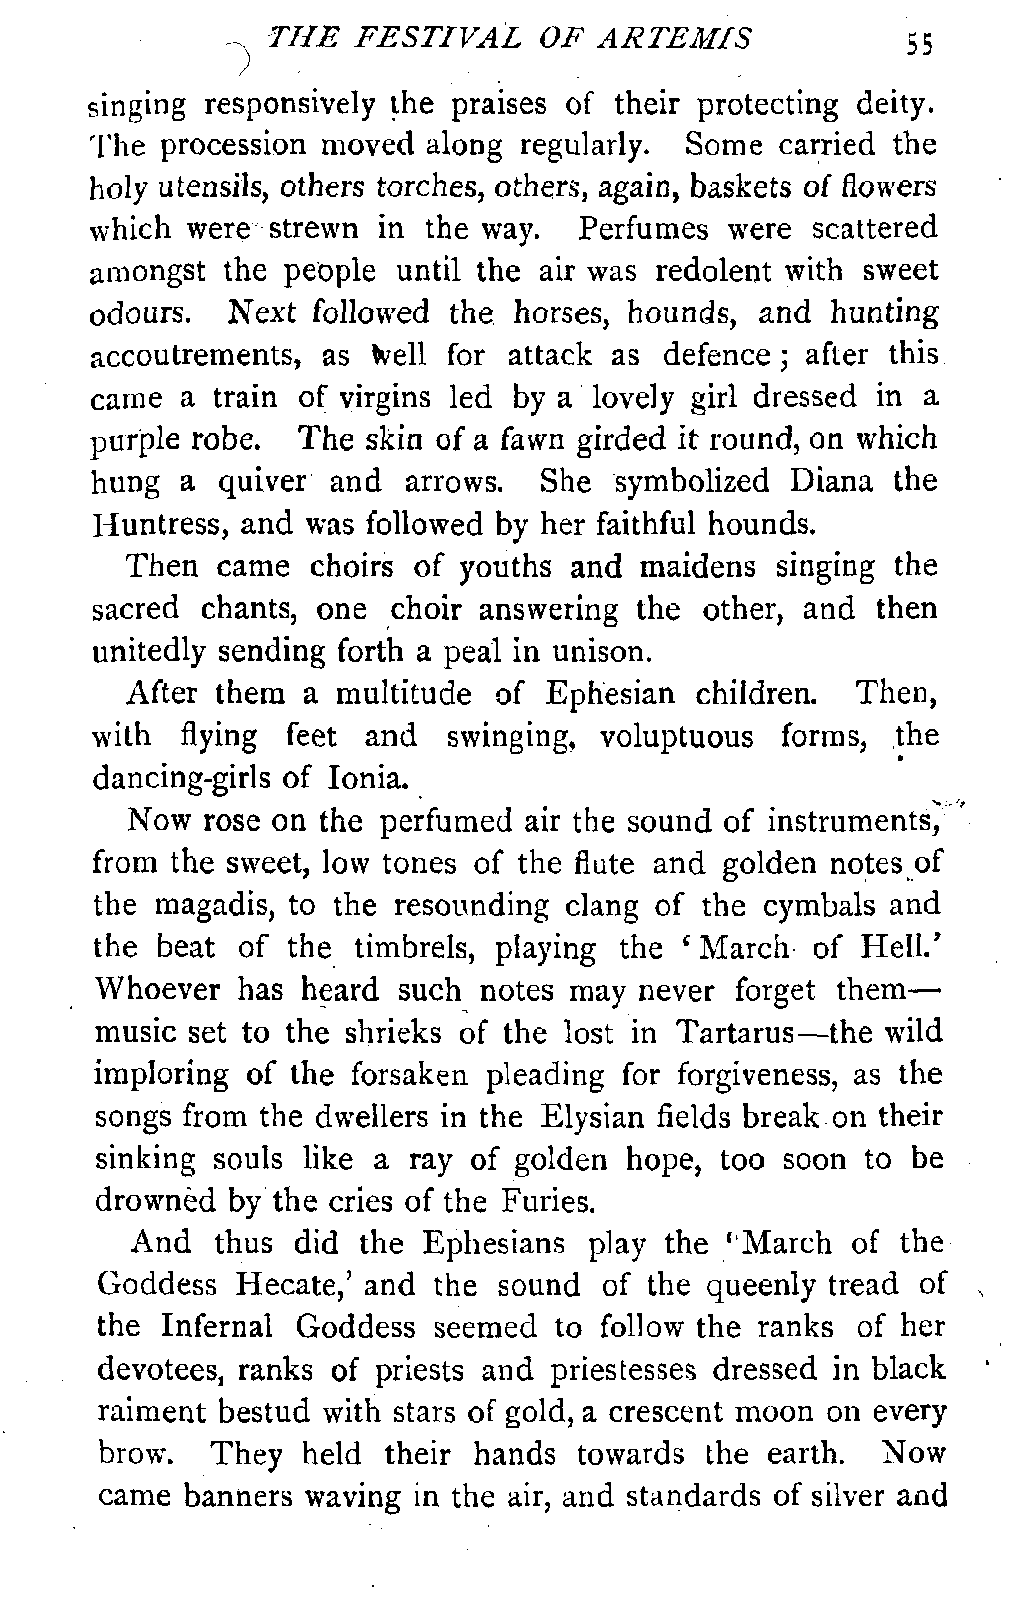 THE FESTIVAL OF ARTEMIS 55
singing responsively the praises of their protecting deity.
The procession moved along regularly. Some carried the
holy utensils, others torches, others, again, baskets of flowers
which were strewn in the way. Perfumes were scattered
amongst the people until the air was redolent with sweet
odours. Next followed the horses, hounds, and hunting
accoutrements, as well for attack as defence; after this
came a train of virgins led by a lovely girl dressed in a
purple robe. The skin of a fawn girded it round, on which
hung a quiver and arrows. She symbolized Diana the
Huntress, and was followed by her faithful hounds.
Then came choirs of youths and maidens singing the
sacred chants, one choir answering the other, and then
unitedly sending forth a peal in unison.
After them a multitude of Ephesian children. Then,
with flying feet and swinging, voluptuous forms, the
dancing-girls of Ionia.
Now rose on the perfumed air the sound of instruments,
from the sweet, low tones of the flute and golden notes of
the magadis, to the resounding clang of the cymbals and
the beat of the timbrels, playing the ‘March of Hell.’
Whoever has heard such notes may never forget them—
music set to the shrieks of the lost in Tartarus—the wild
imploring of the forsaken pleading for forgiveness, as the
songs from the dwellers in the Elysian fields break on their
sinking souls like a ray of golden hope, too soon to be
drowned by the cries of the Furies.
And thus did the Ephesians play the ‘March of the
Goddess Hecate,’ and the sound of the queenly tread of
the Infernal Goddess seemed to follow the ranks of her
devotees, ranks of priests and priestesses dressed in black
raiment bestud with stars of gold, a crescent moon on every
brow. They held their hands towards the earth. Now
came banners waving in the air, and standards of silver and